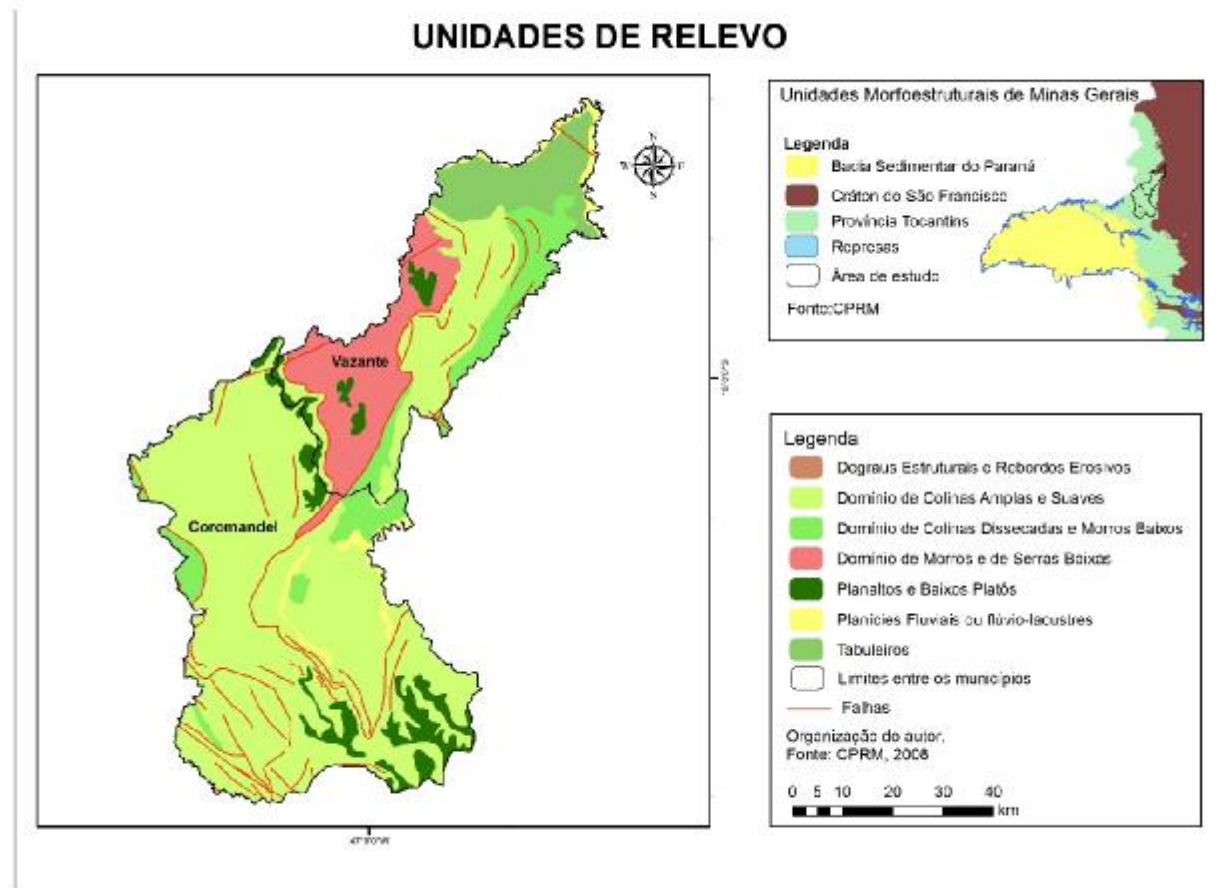 UNIDADES DE RELEVO
N
W
E
S
Vazante
Coromandel
47°0'0"W
Unidades Morfoestruturais de Minas Gerais
Legenda
Bacia Sedimentar do Paraná
Cráton do São Francisco
Província Tocantins
Represas
Área de estudo
Fonte:CPRM
Legenda
Degraus Estruturais e Rebordos Erosivos
Domínio de Colinas Amplas e Suaves
Domínio de Colinas Dissecadas e Morros Baixos
Domínio de Morros e de Serras Baixas
Planaltos e Baixos Platôs
Planícies Fluviais ou flúvio-lacustres
Tabuleiros
Limites entre os municípios
Falhas
Organização do autor.
Fonte: CPRM, 2008
0 5 10 20 30 40
km